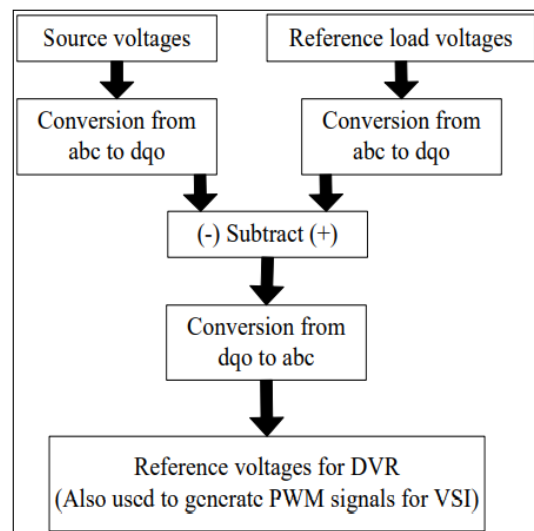 Source voltages
Reference load voltages
Conversion from
abc to dqo
Conversion from
abc to dqo
(-) Subtract (+)
Conversion from
dqo to abc
Reference voltages for DVR
(Also used to generate PWM signals for VSI)